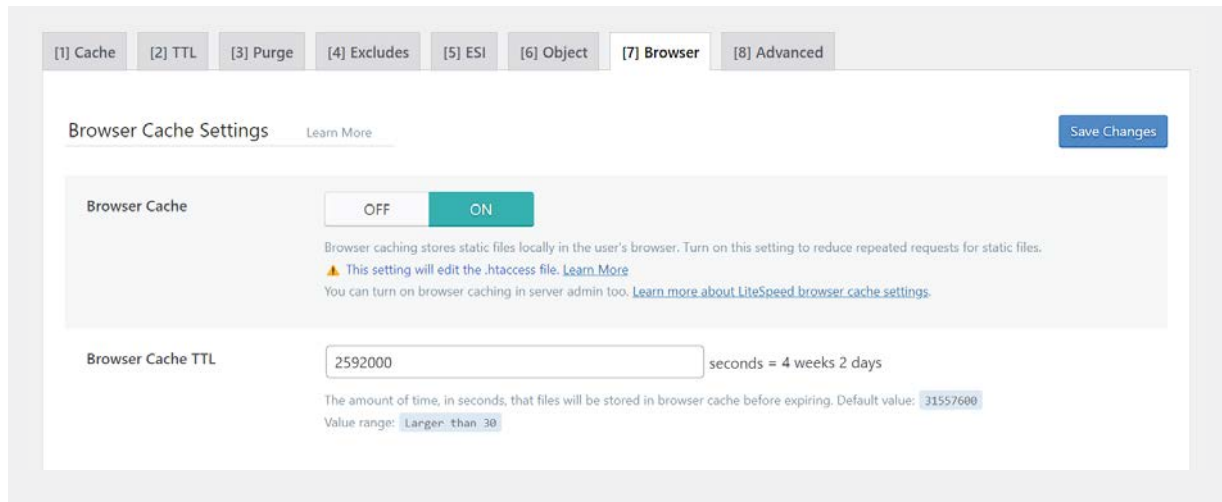 [1] Cache [2] TTL [3] Purge [4] Excludes [5] ESI [6] Object [7] Browser [8] Advanced
Browser Cache Settings Learn More Save Changes
Browser Cache OFF ON
Browser caching stores static files locally in the user's browser. Turn on this setting to reduce repeated requests for static files.
This setting will edit the .htaccess file. Learn More
You can turn on browser caching in server admin too. Learn more about LiteSpeed browser cache settings.
Browser Cache TTL 2592000 seconds = 4 weeks 2 days
The amount of time, in seconds, that files will be stored in browser cache before expiring. Default value: 31557600
Value range: Larger than 30